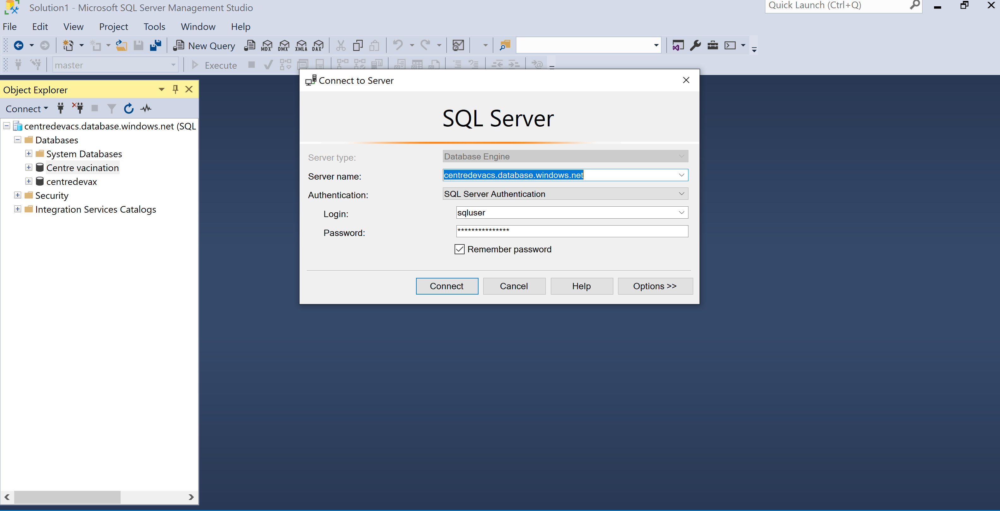 Solution1 - Microsoft SQL Server Management Studio
Quick Launch (Ctrl+Q)
File Edit View Project Tools Window Help
New Query MDX DMX XMLA DAX
master Execute
Object Explorer
Connect
centredevacs.database.windows.net (SQL
Databases
System Databases
Centre vacination
centredevax
Security
Integration Services Catalogs
Connect to Server
SQL Server
Server type: Database Engine
Server name: centredevacs.database.windows.net
Authentication: SQL Server Authentication
Login: sqluser
Password: ***************
Remember password
Connect Cancel Help Options >>